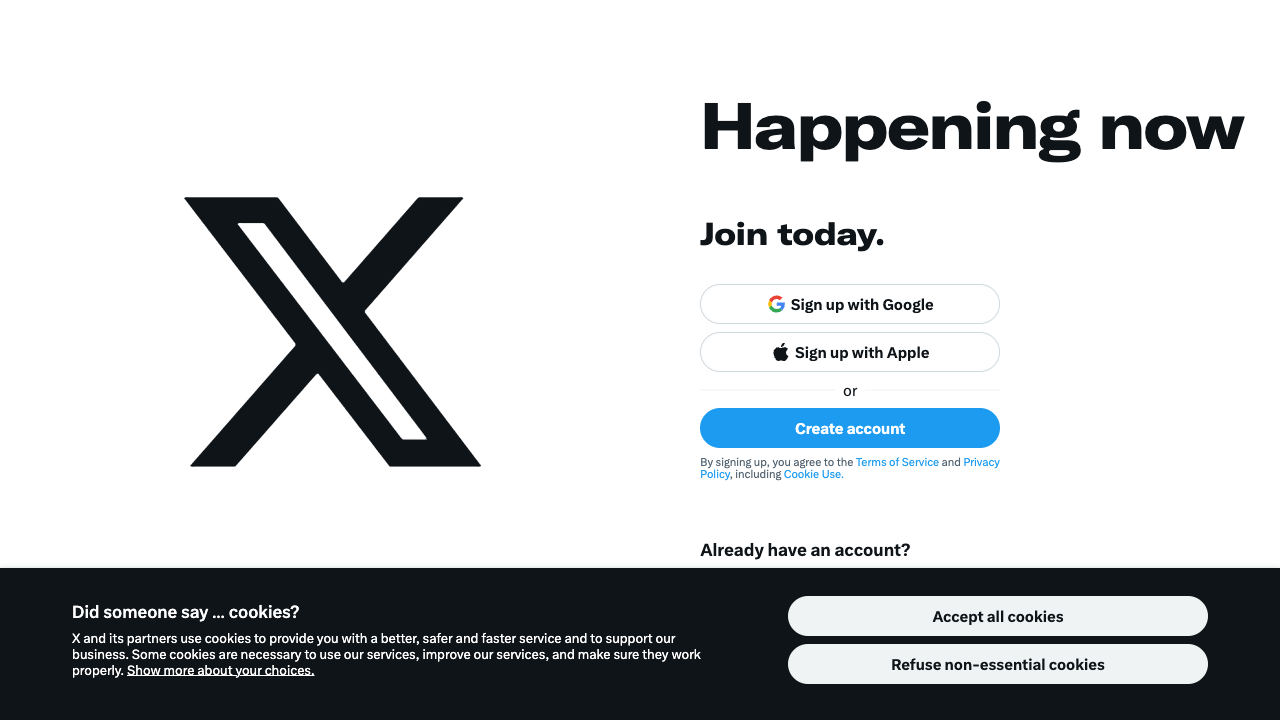 Happening now
Join today.
Sign up with Google
Sign up with Apple
or
Create account
By signing up, you agree to the Terms of Service and Privacy
Policy, including Cookie Use.
Already have an account?
Did someone say … cookies?
X and its partners use cookies to provide you with a better, safer and faster service and to support our
business. Some cookies are necessary to use our services, improve our services, and make sure they work
properly. Show more about your choices.
Accept all cookies
Refuse non-essential cookies